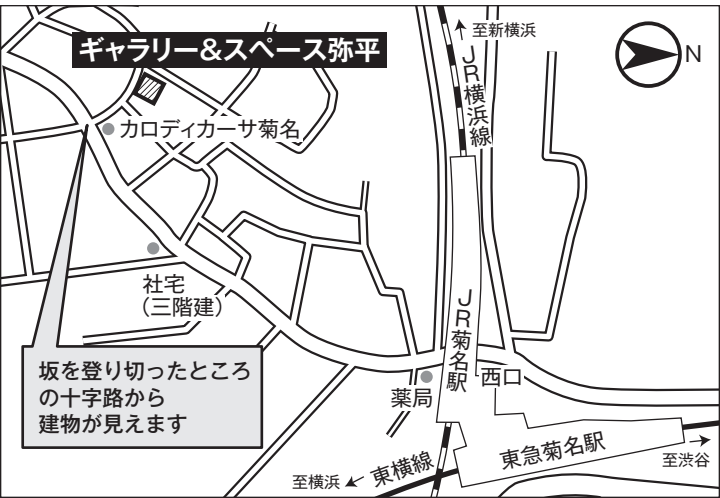 ギャラリー&スペース弥平
↑至新横浜
JR横浜線
N
カロディカーサ菊名
社宅
(三階建)
JR菊名駅
坂を登り切ったところ
の十字路から
建物が見えます
薬局
西口
東急菊名駅
至渋谷
至横浜 ← 東横線